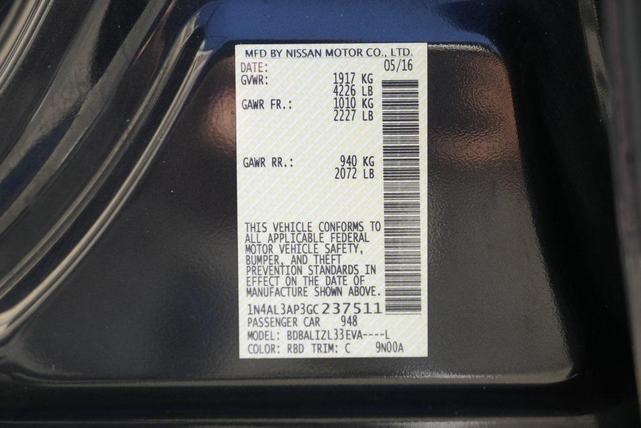 MFD BY NISSAN MOTOR CO., LTD.
DATE: 05/16
GVWR: 1917 KG
4226 LB
GAWR FR.: 1010 KG
2227 LB
GAWR RR.: 940 KG
2072 LB
THIS VEHICLE CONFORMS TO
ALL APPLICABLE FEDERAL
MOTOR VEHICLE SAFETY,
BUMPER, AND THEFT
PREVENTION STANDARDS IN
EFFECT ON THE DATE OF
MANUFACTURE SHOWN ABOVE.
1N4AL3AP3GC237511
PASSENGER CAR 948
MODEL: BDBALIZL33EVA----L
COLOR: RBD TRIM: C 9N00A